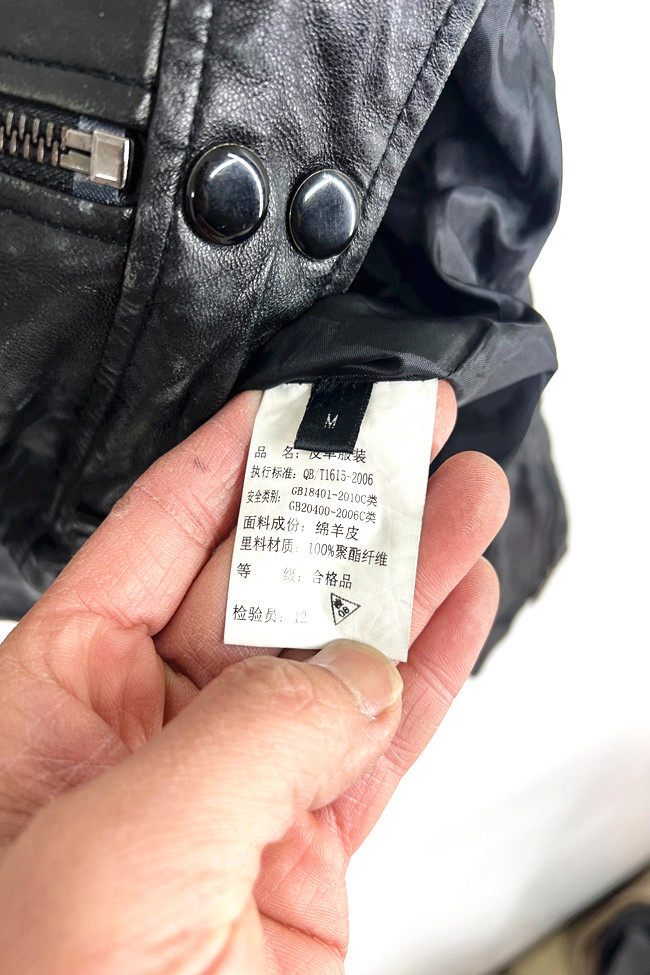 M
品 名: 皮革服装
执行标准: QB/T1615-2006
安全类别: GB18401-2010C类
GB20400-2006C类
面料成份: 绵羊皮
里料材质: 100%聚酯纤维
等 级: 合格品
检验员: 12
QB